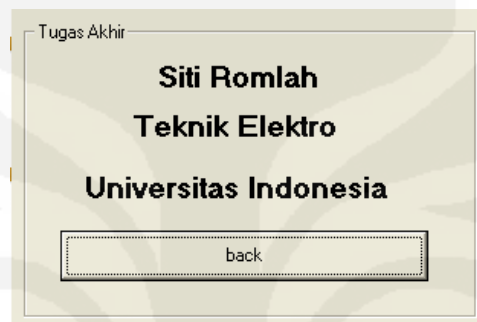 Tugas Akhir
Siti Romlah
Teknik Elektro
Universitas Indonesia
back